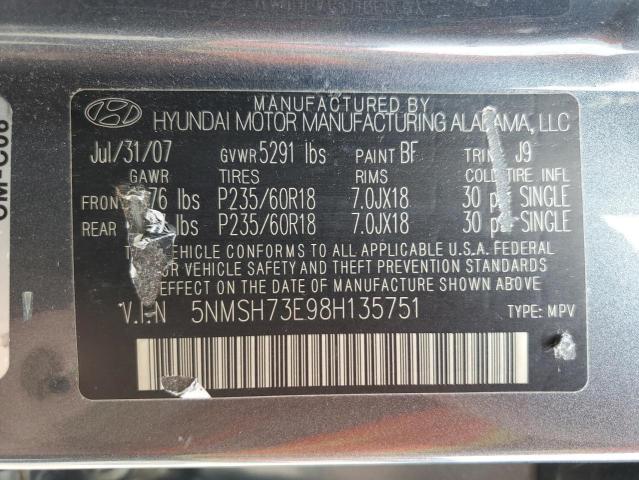 MANUFACTURED BY
HYUNDAI MOTOR MANUFACTURING ALABAMA, LLC
Jul/31/07 GVWR 5291 lbs PAINT BF TRIM J9
GAWR TIRES RIMS COLD TIRE INFL
FRONT lbs P235/60R18 7.0JX18 30 SINGLE
REAR lbs P235/60R18 7.0JX18 30 SINGLE
VEHICLE CONFORMS TO ALL APPLICABLE U.S.A. FEDERAL
MOTOR VEHICLE SAFETY AND THEFT PREVENTION STANDARDS
IN EFFECT ON THE DATE OF MANUFACTURE SHOWN ABOVE
V.I.N 5NMSH73E98H135751 TYPE: MPV